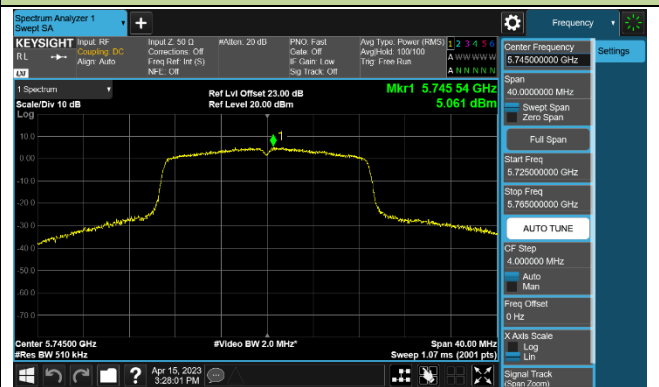 Spectrum Analyzer 1
Swept SA
Frequency
KEYSIGHT
RL
LXI
Input: RF
Coupling: DC
Align: Auto
Input Z: 50 Ω
Corrections: Off
Freq Ref: Int (S)
NFE: Off
#Atten: 20 dB
PNO: Fast
Gate: Off
IF Gain: Low
Sig Track: Off
Avg Type: Power (RMS)
Avg|Hold: 100/100
Trig: Free Run
1 2 3 4 5 6
A W W W W W
A N N N N N
1 Spectrum
Scale/Div 10 dB
Log
Ref Lvl Offset 23.00 dB
Ref Level 20.00 dBm
Mkr1 5.745 54 GHz
5.061 dBm
1
10.0
0.00
-10.0
-20.0
-30.0
-40.0
-50.0
-60.0
-70.0
Center 5.74500 GHz
#Res BW 510 kHz
#Video BW 2.0 MHz*
Span 40.00 MHz
Sweep 1.07 ms (2001 pts)
Center Frequency
5.745000000 GHz
Settings
Span
40.0000000 MHz
Swept Span
Zero Span
Full Span
Start Freq
5.725000000 GHz
Stop Freq
5.765000000 GHz
AUTO TUNE
CF Step
4.000000 MHz
Auto
Man
Freq Offset
0 Hz
X Axis Scale
Log
Lin
Signal Track
(Span Zoom)
Apr 15, 2023
3:28:01 PM